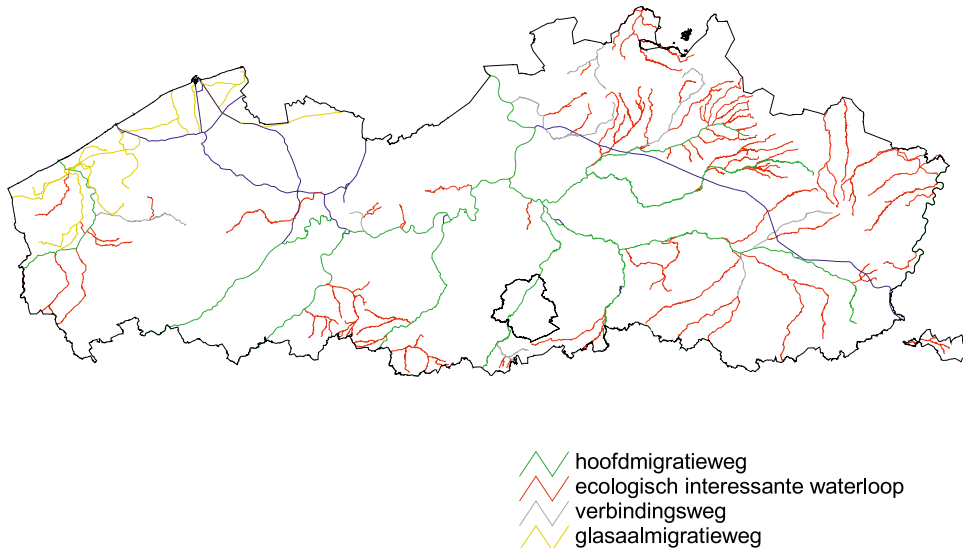 hoofdmigratieweg
ecologisch interessante waterloop
verbindingsweg
glasaalmigratieweg